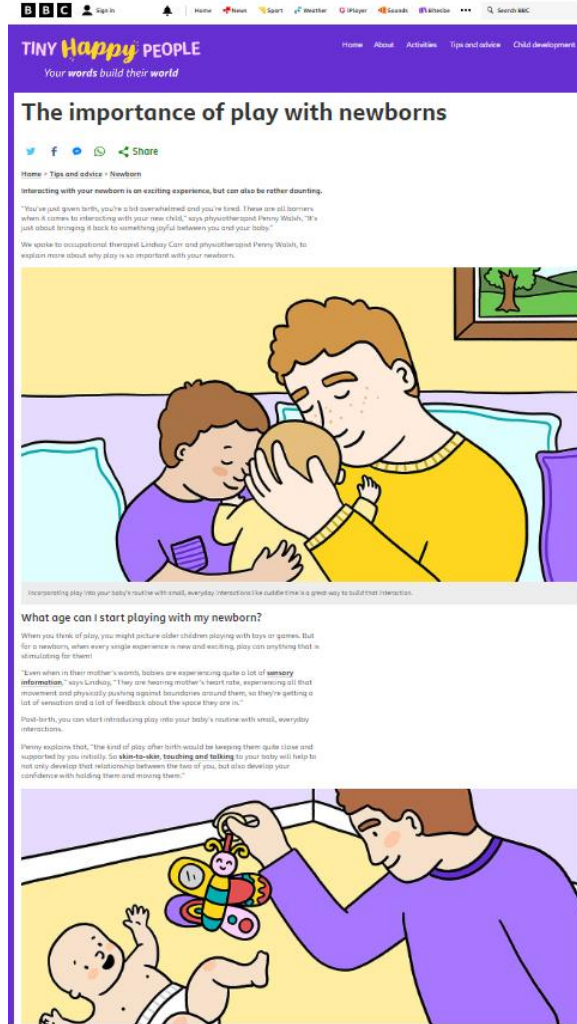 BBC Sign in Home News Sport Weather iPlayer Sounds Bitesize Search BBC
TINY Happy PEOPLE
Your words build their world
Home About Activities Tips and advice Child development
The importance of play with newborns
Share
Home > Tips and advice > Newborn
Interacting with your newborn is an exciting experience, but can also be rather daunting.
"You've just given birth, you're a bit overwhelmed and you're tired. These are all barriers
when it comes to interacting with your new child," says physiotherapist Penny Walsh, "It's
just about bringing it back to something joyful between you and your baby."
We spoke to occupational therapist Lindsay Carr and physiotherapist Penny Walsh, to
explain more about why play is so important with your newborn.
Incorporating play into your baby's routine with small, everyday interactions like cuddle time is a great way to build that interaction.
What age can I start playing with my newborn?
When you think of play, you might picture older children playing with toys or games. But
for a newborn, when every single experience is new and exciting, play can be anything that is
stimulating for them!
"Even when in their mother's womb, babies are experiencing quite a lot of sensory
information," says Lindsay, "They are hearing mother's heart rate, experiencing all that
movement and physically pushing against boundaries around them, so they're getting a
lot of sensation and a lot of feedback about the space they are in."
Post-birth, you can start introducing play into your baby's routine with small, everyday
interactions.
Penny explains that, "the kind of play after birth would be keeping them quite close and
supported by you initially. So skin-to-skin, touching and talking to your baby will help to
not only develop that relationship between the two of you, but also develop your
confidence with holding them and moving them."